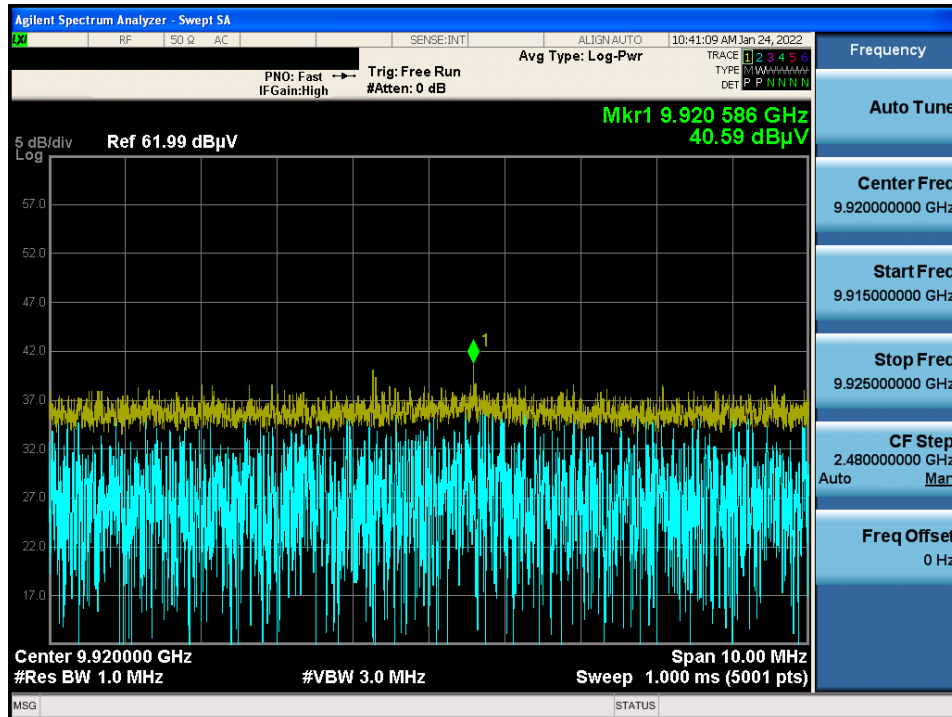 Agilent Spectrum Analyzer - Swept SA
LXI RF 50 Ω AC SENSE:INT ALIGN AUTO 10:41:09 AM Jan 24, 2022
Frequency
Avg Type: Log-Pwr
TRACE 1 2 3 4 5 6
PNO: Fast Trig: Free Run
TYPE M W W W W W
IFGain:High #Atten: 0 dB
DET P P N N N N
Auto Tune
Mkr1 9.920 586 GHz
5 dB/div Ref 61.99 dBµV 40.59 dBµV
Log
Center Freq
9.920000000 GHz
57.0
52.0
Start Freq
9.915000000 GHz
47.0
42.0
1
Stop Freq
9.925000000 GHz
37.0
32.0
CF Step
2.480000000 GHz
Auto Man
27.0
22.0
Freq Offset
0 Hz
17.0
Center 9.920000 GHz Span 10.00 MHz
#Res BW 1.0 MHz #VBW 3.0 MHz Sweep 1.000 ms (5001 pts)
MSG STATUS